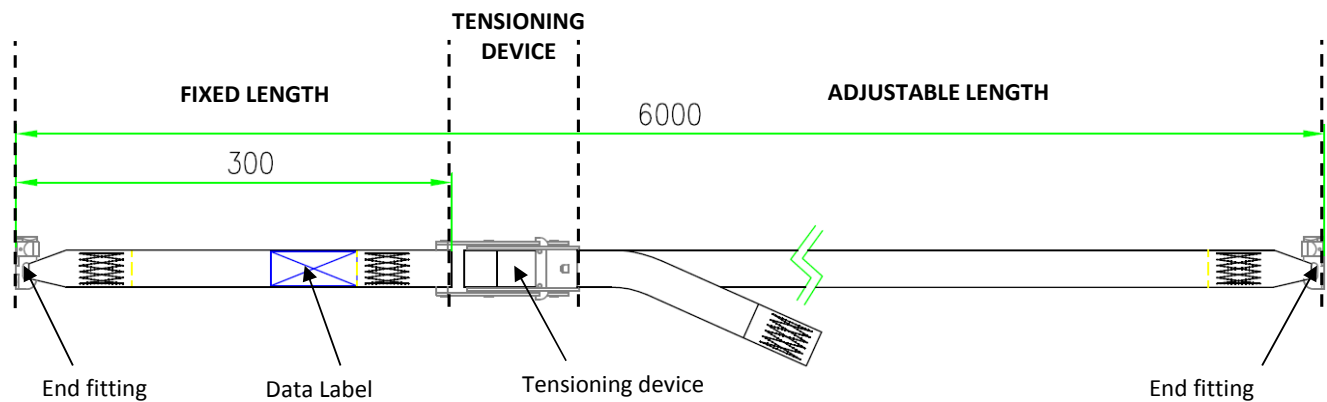 TENSIONING
DEVICE
FIXED LENGTH
ADJUSTABLE LENGTH
6000
300
End fitting
Data Label
Tensioning device
End fitting